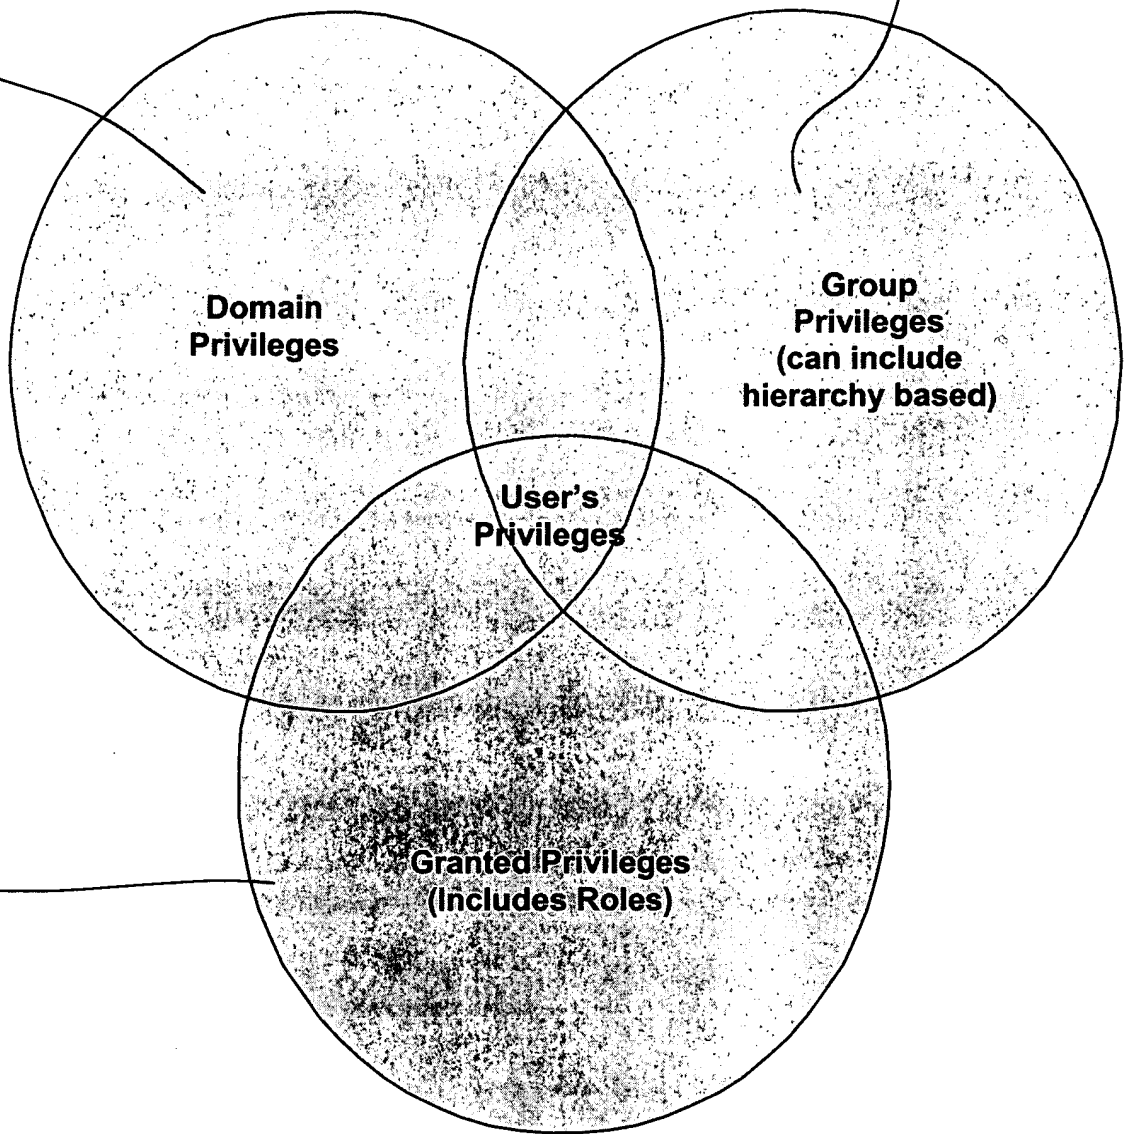 Domain
Privileges
Group
Privileges
(can include
hierarchy based)
User's
Privileges
Granted Privileges
(Includes Roles)